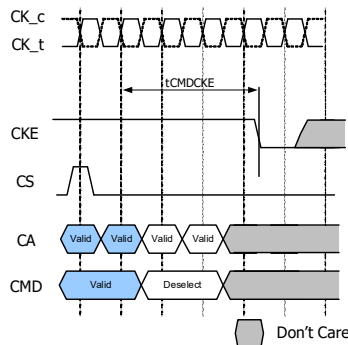 CK_c
CK_t
tCMDCKE
CKE
CS
CA Valid Valid Valid Valid
CMD Valid Deselect
Don't Care